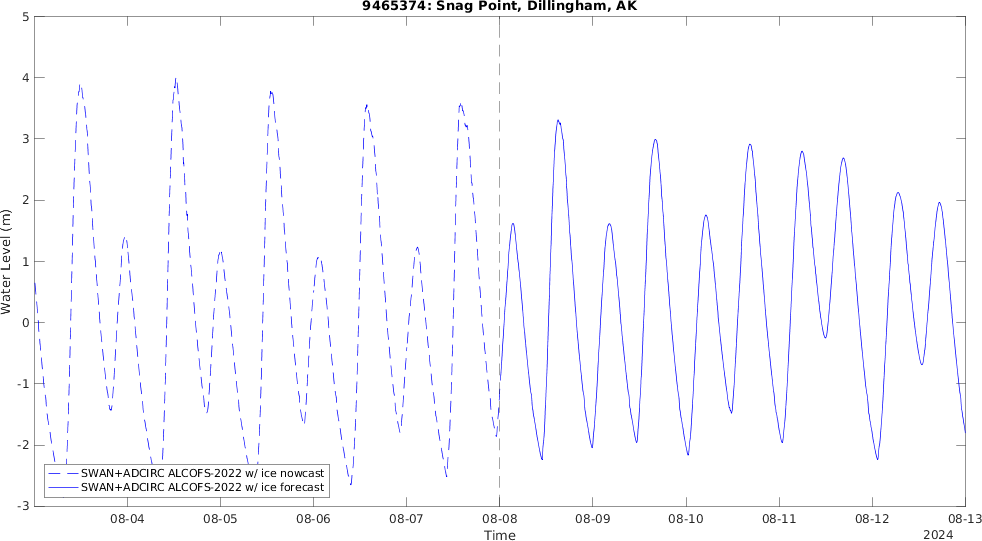 9465374: Snag Point, Dillingham, AK
5
4
3
2
1
0
-1
-2
-3
Water Level (m)
SWAN+ADCIRC ALCOFS-2022 w/ ice nowcast
SWAN+ADCIRC ALCOFS-2022 w/ ice forecast
08-04 08-05 08-06 08-07 08-08 08-09 08-10 08-11 08-12 08-13
Time
2024